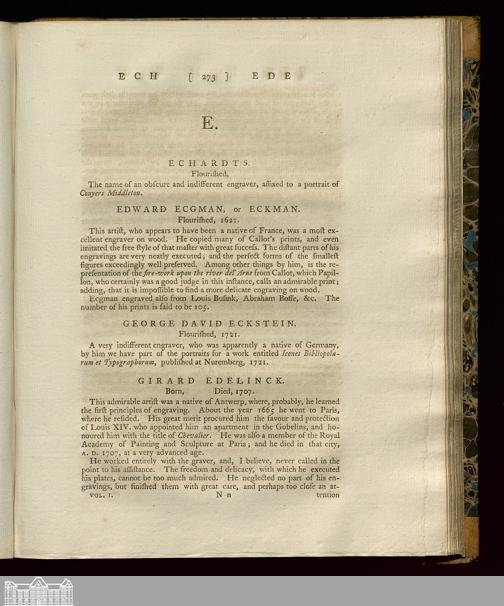 E C H [ 273 ] E D E
E.
ECHARDTS.
Flouriſhed,
The name of an obſcure and indifferent engraver, affixed to a portrait of
Conyers Middleton.
EDWARD ECGMAN, or ECKMAN.
Flouriſhed, 1621.
This artiſt, who appears to have been a native of France, was a moſt ex-
cellent engraver on wood. He copied many of Callot's prints, and even
imitated the free ſtyle of that maſter with great ſucceſs. The diſtant parts of his
engravings are very neatly executed; and the perfect forms of the ſmalleſt
figures exceedingly well preſerved. Among other things by him, is the re-
preſentation of the fire-work upon the river del' Arno from Callot, which Papil-
lon, who certainly was a good judge in this inſtance, calls an admirable print;
adding, that it is impoſſible to find a more delicate engraving on wood.
Ecgman engraved alſo from Louis Buſink, Abraham Boſſe, &c. The
number of his prints is ſaid to be 105.
GEORGE DAVID ECKSTEIN.
Flouriſhed, 1721.
A very indifferent engraver, who was apparently a native of Germany,
by him we have part of the portraits for a work entitled Icones Bibliopola-
rum et Typographorum, publiſhed at Nuremberg, 1721.
GIRARD EDELINCK.
Born, Died, 1707.
This admirable artiſt was a native of Antwerp, where, probably, he learned
the firſt principles of engraving. About the year 1665 he went to Paris,
where he reſided. His great merit procured him the favour and protection
of Louis XIV. who appointed him an apartment in the Gobelins, and ho-
noured him with the title of Chevalier. He was alſo a member of the Royal
Academy of Painting and Sculpture at Paris; and he died in that city,
A. D. 1707, at a very advanced age.
He worked entirely with the graver, and, I believe, never called in the
point to his aſſiſtance. The freedom and delicacy, with which he executed
his plates, cannot be too much admired. He neglected no part of his en-
gravings, but finiſhed them with great care, and perhaps too cloſe an at-
VOL. I. N n tention